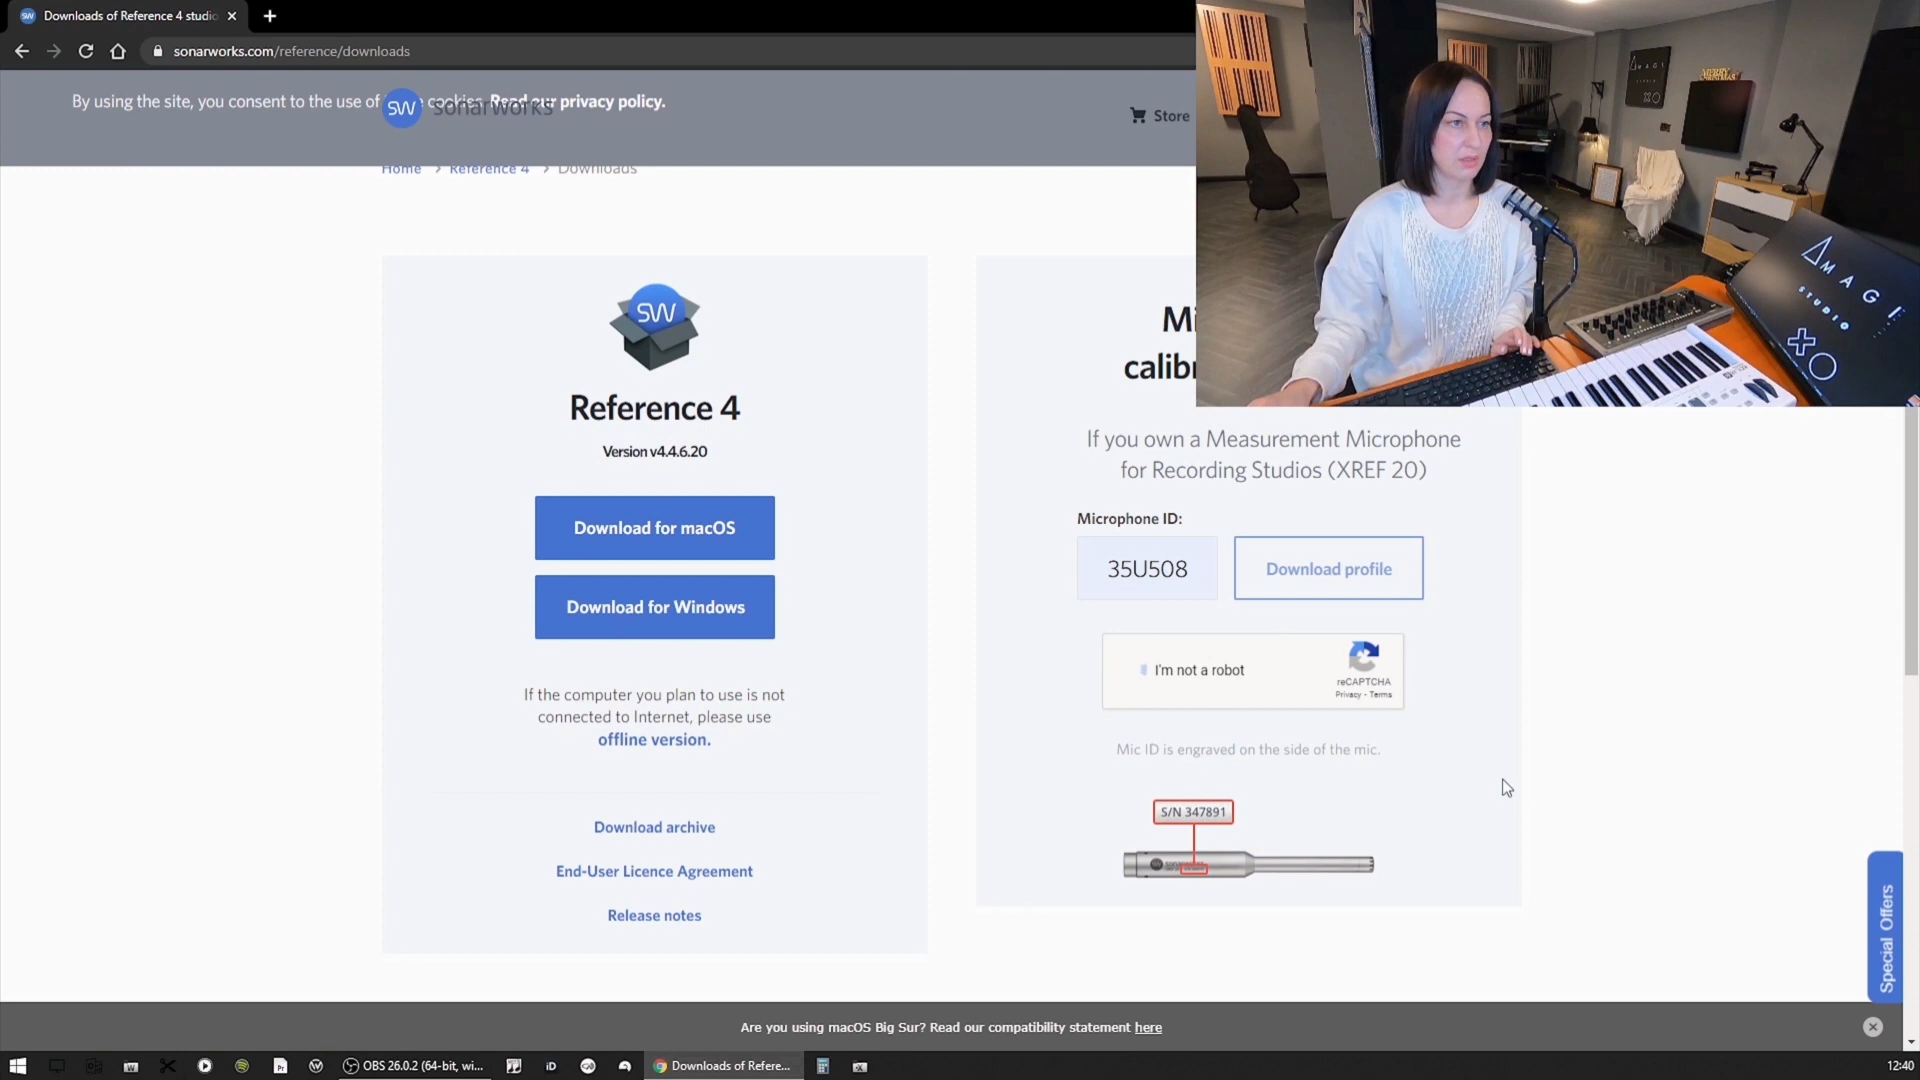 Downloads of Reference 4 studio
sonarworks.com/reference/downloads
By using the site, you consent to the use of cookies. Read our privacy policy.
SW sonarworks
Store
Home > Reference 4 > Downloads
SW
Reference 4
Version v4.4.6.20
Download for macOS
Download for Windows
If the computer you plan to use is not
connected to Internet, please use
offline version.
Download archive
End-User Licence Agreement
Release notes
Mi
calibr
If you own a Measurement Microphone
for Recording Studios (XREF 20)
Microphone ID:
35U508
Download profile
I'm not a robot
reCAPTCHA
Privacy - Terms
Mic ID is engraved on the side of the mic.
S/N 347891
Special Offers
Are you using macOS Big Sur? Read our compatibility statement here
AMAGI
STUDIO
OBS 26.0.2 (64-bit, wi...
iD
Downloads of Refere...
12:40